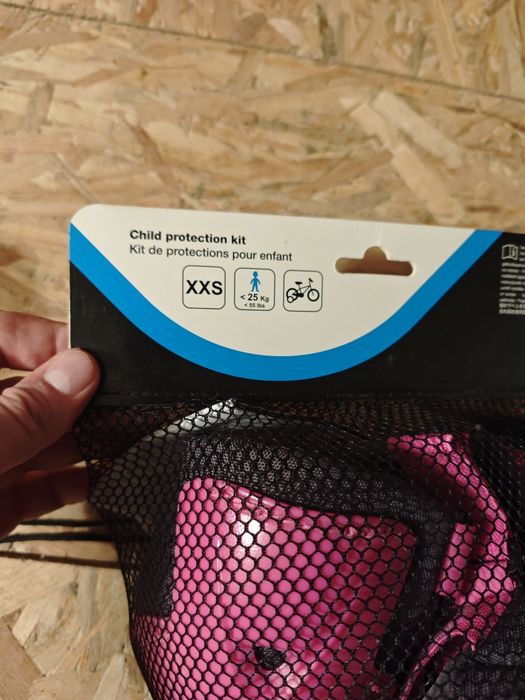 Child protection kit
Kit de protections pour enfant
XXS
< 25 Kg
< 55 lbs